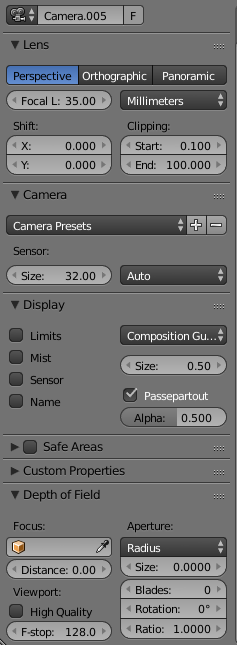 Camera.005 F
Lens
Perspective Orthographic Panoramic
Focal L: 35.00 Millimeters
Shift: Clipping:
X: 0.000 Start: 0.100
Y: 0.000 End: 100.000
Camera
Camera Presets
Sensor:
Size: 32.00 Auto
Display
Limits Composition Gu...
Mist Size: 0.50
Sensor Passepartout
Name Alpha: 0.500
Safe Areas
Custom Properties
Depth of Field
Focus: Aperture:
Radius
Distance: 0.00 Size: 0.0000
Viewport: Blades: 0
High Quality Rotation: 0°
F-stop: 128.0 Ratio: 1.0000